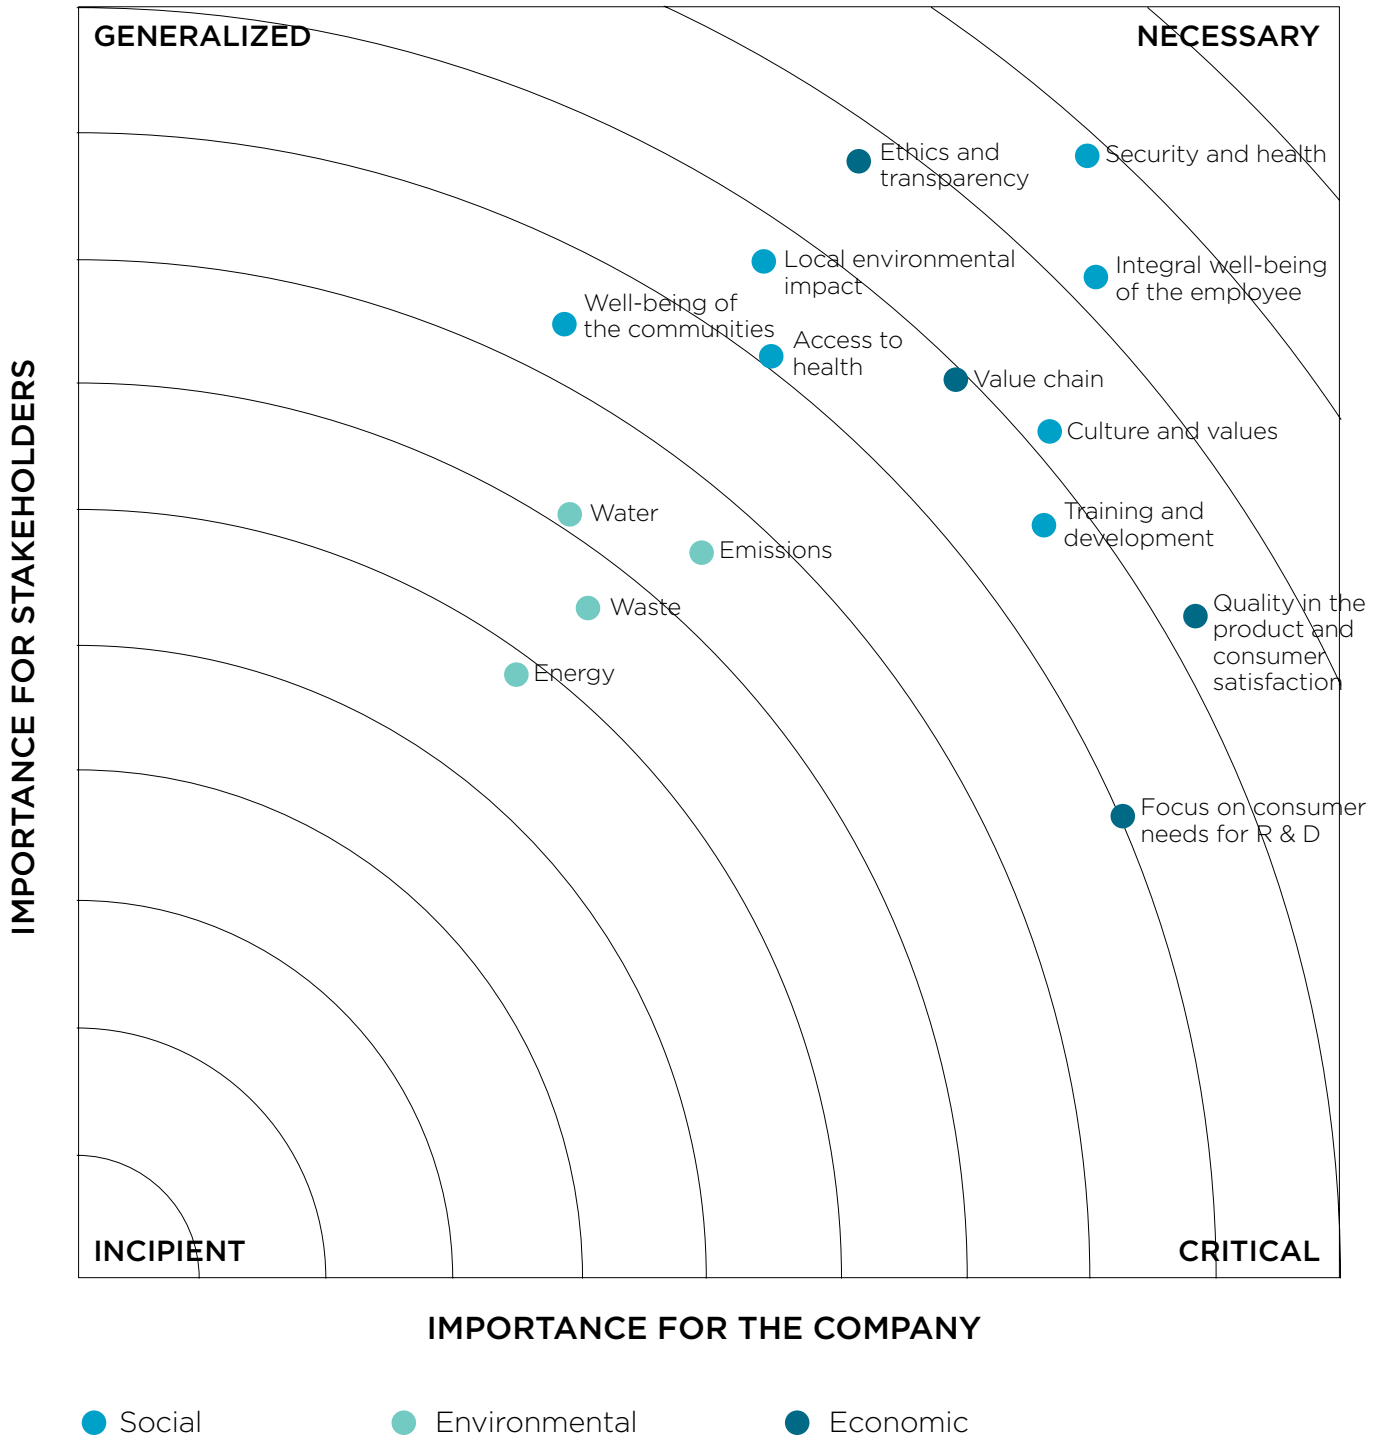 GENERALIZED
NECESSARY
Ethics and
transparency
Security and health
Local environmental
impact
Integral well-being
of the employee
Well-being of
the communities
Access to
health
Value chain
Culture and values
Water
Training and
development
Emissions
Waste
Quality in the
product and
consumer
satisfaction
Energy
Focus on consumer
needs for R & D
INCIPIENT
CRITICAL
IMPORTANCE FOR STAKEHOLDERS
IMPORTANCE FOR THE COMPANY
Social
Environmental
Economic